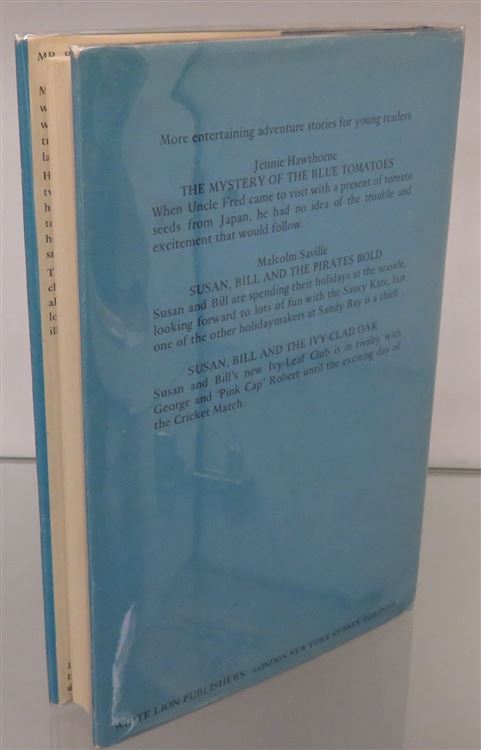 More entertaining adventure stories for young readers
Jennie Hawthorne
THE MYSTERY OF THE BLUE TOMATOES
When Uncle Fred came to visit with a present of tomato
seeds from Japan, he had no idea of the trouble and
excitement that would follow.
Malcolm Saville
SUSAN, BILL AND THE PIRATES BOLD
Susan and Bill are spending their holidays at the seaside,
looking forward to lots of fun with the Saucy Kate, but
one of the other holidaymakers at Sandy Bay is a thief. .
SUSAN, BILL AND THE IVY-CLAD OAK
Susan and Bill's new Ivy-Leaf Club is in rivalry with
George and 'Pink Cap' Robert until the exciting day of
the Cricket Match.
WHITE LION PUBLISHERS · LONDON NEW YORK SYDNEY TORONTO